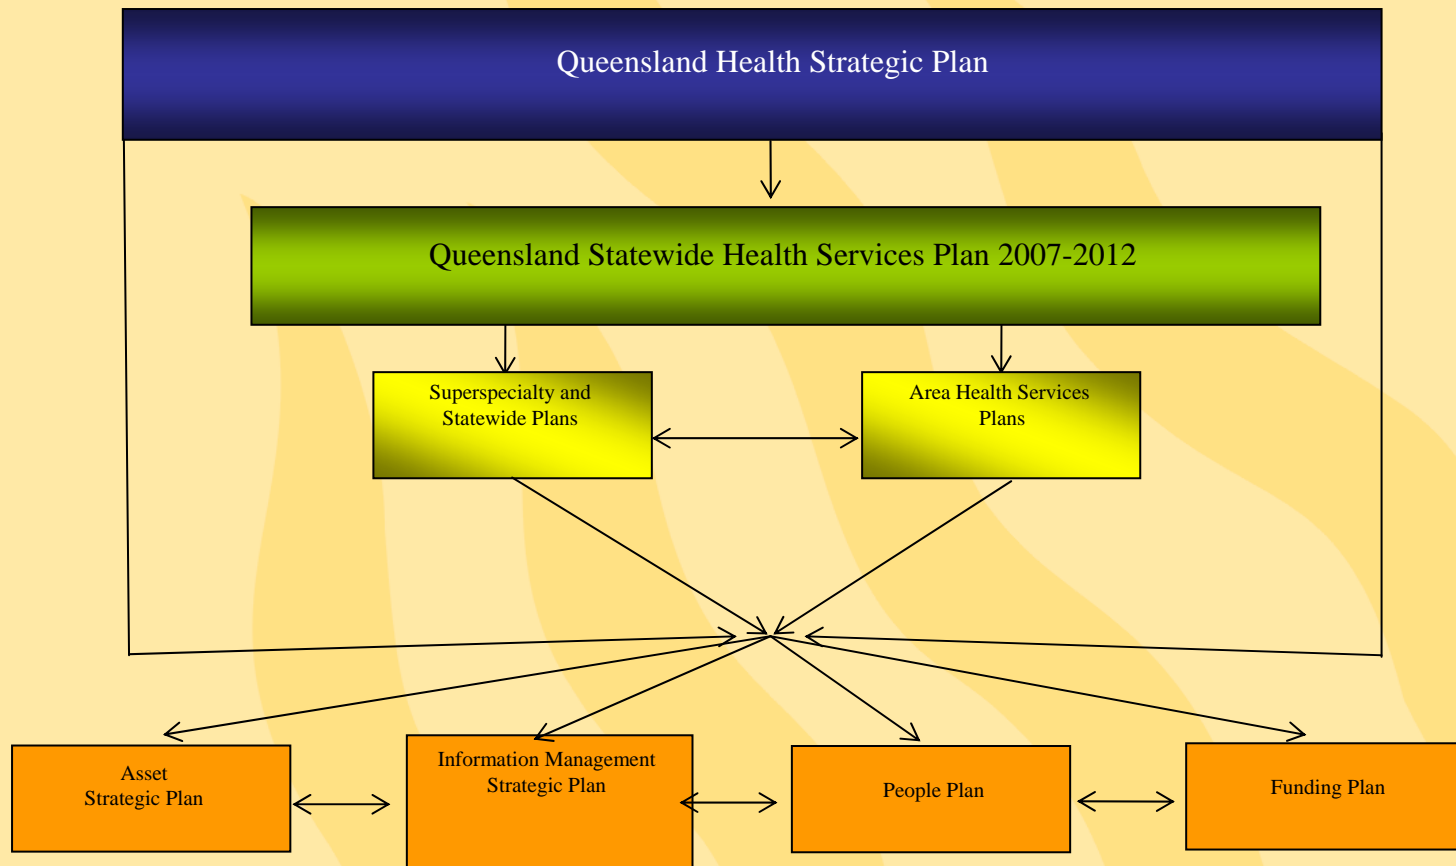 Queensland Health Strategic Plan
Queensland Statewide Health Services Plan 2007-2012
Superspecialty and
Statewide Plans
Area Health Services
Plans
Asset
Strategic Plan
Information Management
Strategic Plan
People Plan
Funding Plan